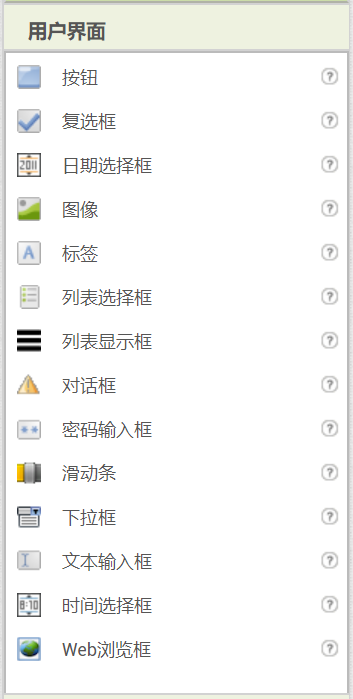 用户界面
按钮
复选框
2011
日期选择框
图像
A
标签
列表选择框
列表显示框
对话框
密码输入框
滑动条
下拉框
文本输入框
8:10
时间选择框
Web浏览框